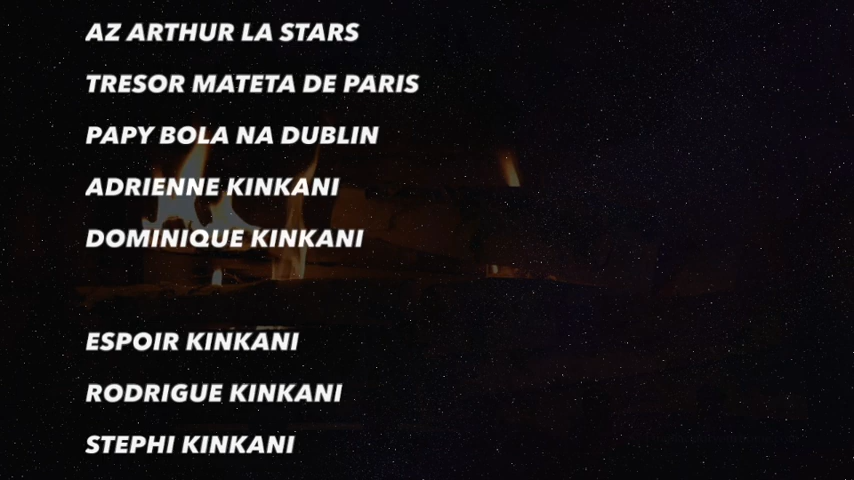 AZ ARTHUR LA STARS
TRESOR MATETA DE PARIS
PAPY BOLA NA DUBLIN
ADRIENNE KINKANI
DOMINIQUE KINKANI
ESPOIR KINKANI
RODRIGUE KINKANI
STEPHI KINKANI